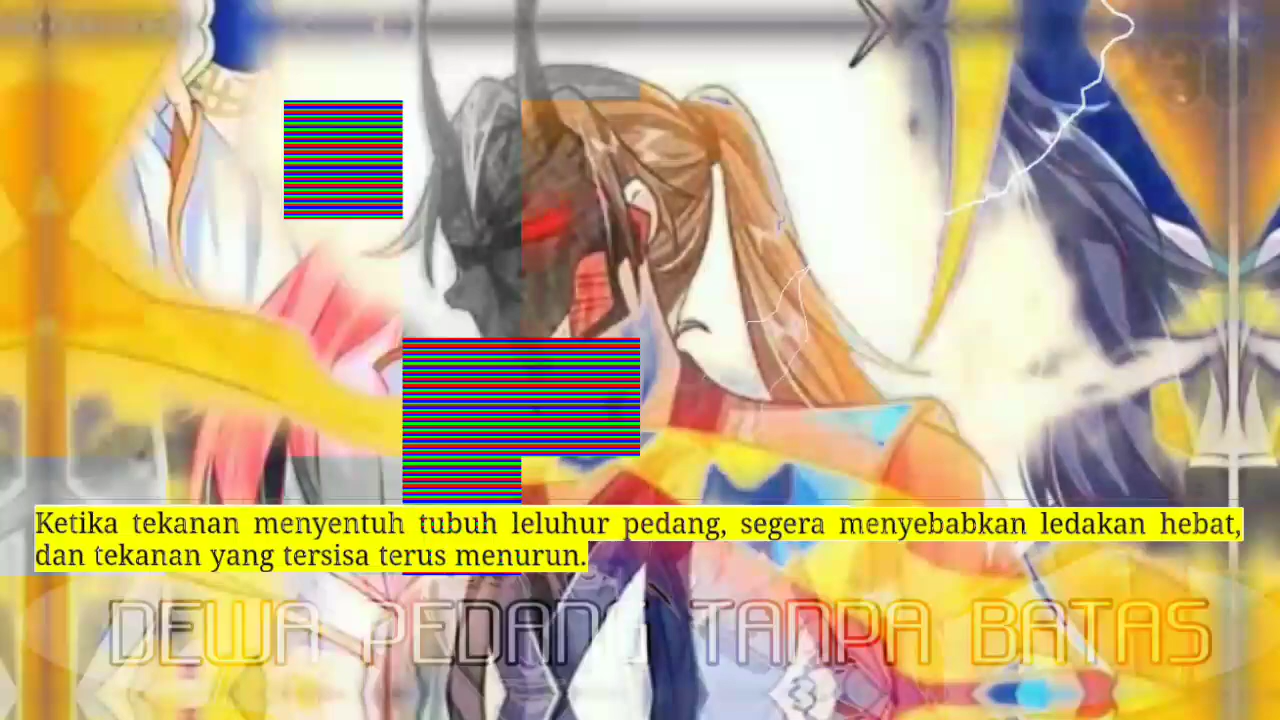 Ketika tekanan menyentuh tubuh leluhur pedang, segera menyebabkan ledakan hebat,
dan tekanan yang tersisa terus menurun.
DEWA PEDANG TANPA BATAS